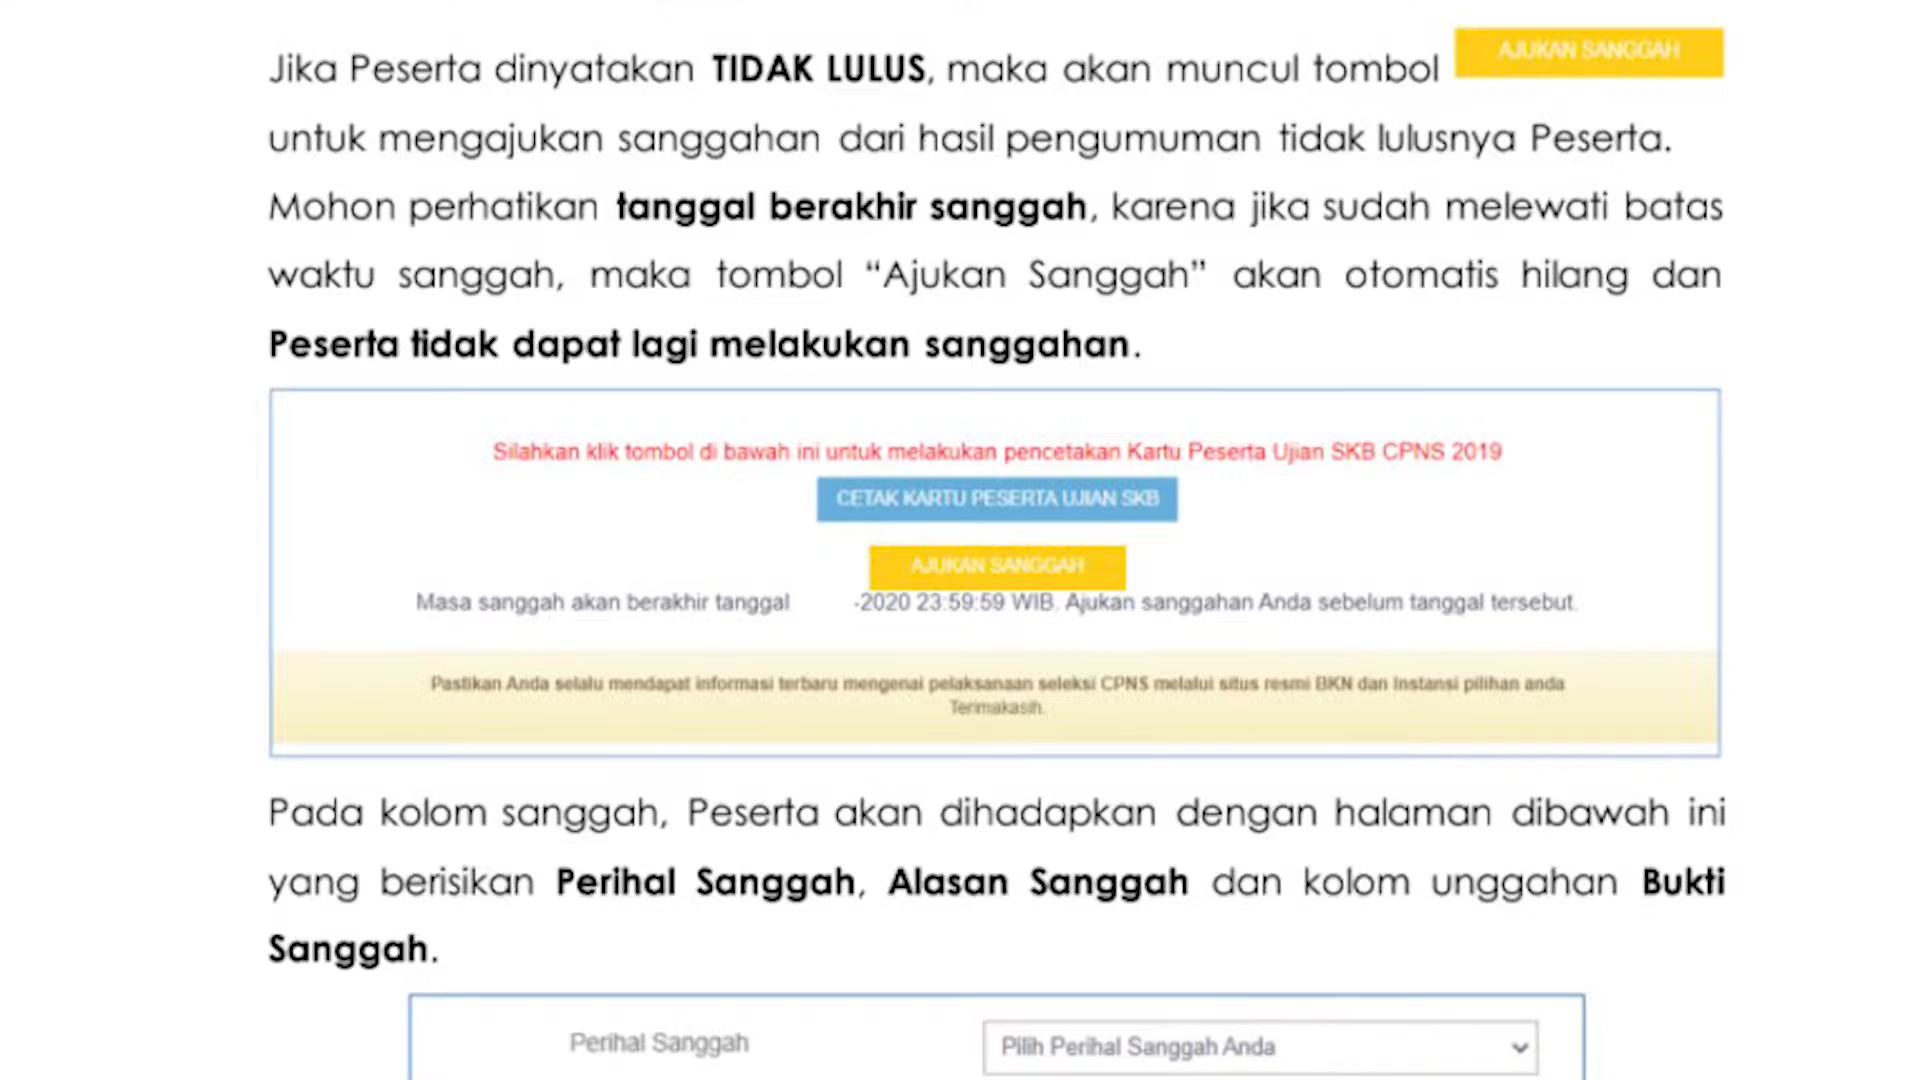 Jika Peserta dinyatakan TIDAK LULUS, maka akan muncul tombol AJUKAN SANGGAH
untuk mengajukan sanggahan dari hasil pengumuman tidak lulusnya Peserta.
Mohon perhatikan tanggal berakhir sanggah, karena jika sudah melewati batas
waktu sanggah, maka tombol “Ajukan Sanggah” akan otomatis hilang dan
Peserta tidak dapat lagi melakukan sanggahan.
Silahkan klik tombol di bawah ini untuk melakukan pencetakan Kartu Peserta Ujian SKB CPNS 2019
CETAK KARTU PESERTA UJIAN SKB
AJUKAN SANGGAH
Masa sanggah akan berakhir tanggal -2020 23:59:59 WIB. Ajukan sanggahan Anda sebelum tanggal tersebut.
Pastikan Anda selalu mendapat informasi terbaru mengenai pelaksanaan seleksi CPNS melalui situs resmi BKN dan Instansi pilihan anda
Terimakasih.
Pada kolom sanggah, Peserta akan dihadapkan dengan halaman dibawah ini
yang berisikan Perihal Sanggah, Alasan Sanggah dan kolom unggahan Bukti
Sanggah.
Perihal Sanggah Pilih Perihal Sanggah Anda